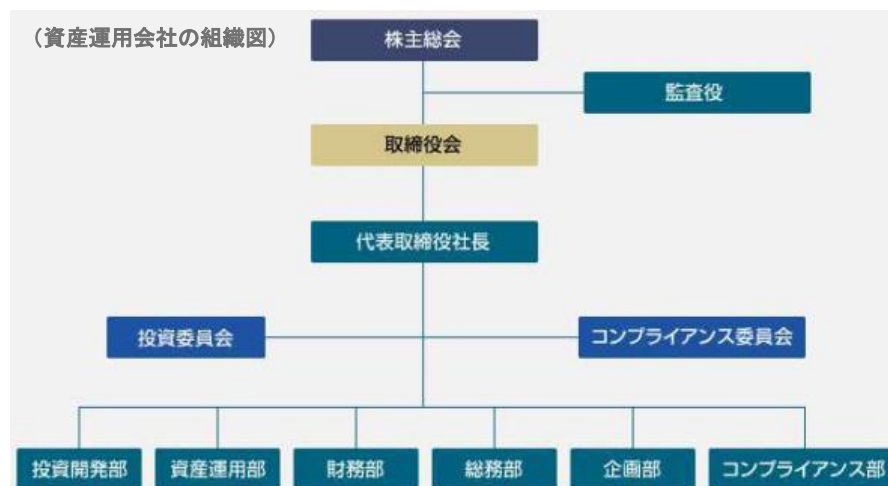 （資産運用会社の組織図）
株主総会
監査役
取締役会
代表取締役社長
投資委員会
コンプライアンス委員会
投資開発部
資産運用部
財務部
総務部
企画部
コンプライアンス部